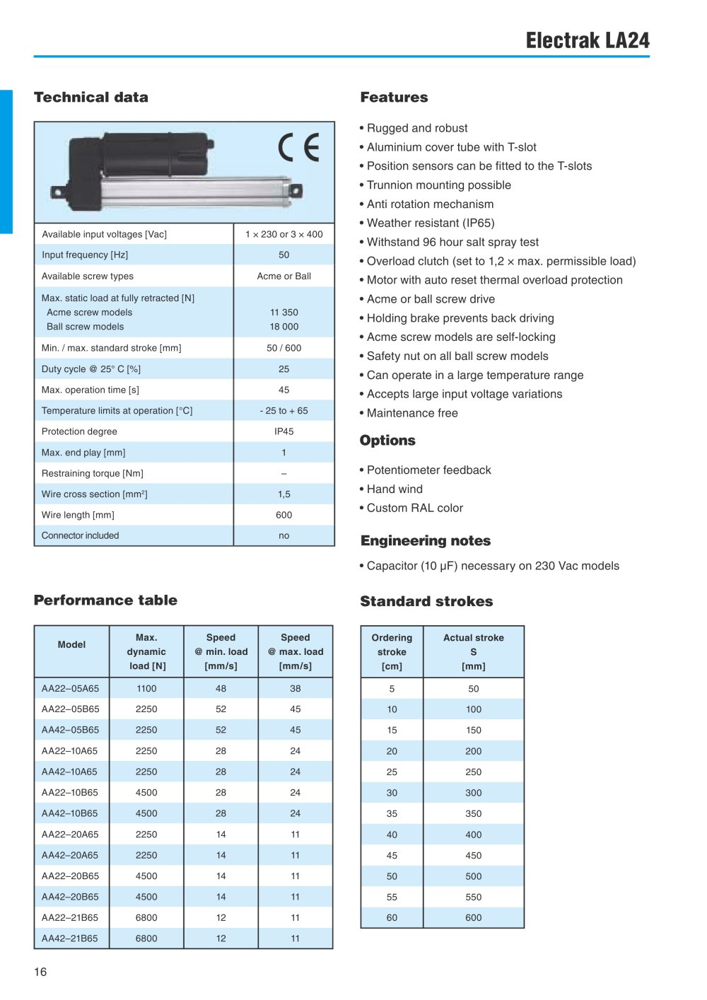 Electrak LA24
Technical data
CE
Available input voltages [Vac] 1 × 230 or 3 × 400
Input frequency [Hz] 50
Available screw types Acme or Ball
Max. static load at fully retracted [N]
Acme screw models 11 350
Ball screw models 18 000
Min. / max. standard stroke [mm] 50 / 600
Duty cycle @ 25° C [%] 25
Max. operation time [s] 45
Temperature limits at operation [°C] - 25 to + 65
Protection degree IP45
Max. end play [mm] 1
Restraining torque [Nm] –
Wire cross section [mm²] 1,5
Wire length [mm] 600
Connector included no
Features
• Rugged and robust
• Aluminium cover tube with T-slot
• Position sensors can be fitted to the T-slots
• Trunnion mounting possible
• Anti rotation mechanism
• Weather resistant (IP65)
• Withstand 96 hour salt spray test
• Overload clutch (set to 1,2 × max. permissible load)
• Motor with auto reset thermal overload protection
• Acme or ball screw drive
• Holding brake prevents back driving
• Acme screw models are self-locking
• Safety nut on all ball screw models
• Can operate in a large temperature range
• Accepts large input voltage variations
• Maintenance free
Options
• Potentiometer feedback
• Hand wind
• Custom RAL color
Engineering notes
• Capacitor (10 µF) necessary on 230 Vac models
Performance table
Model Max. dynamic load [N] Speed @ min. load [mm/s] Speed @ max. load [mm/s]
AA22–05A65 1100 48 38
AA22–05B65 2250 52 45
AA42–05B65 2250 52 45
AA22–10A65 2250 28 24
AA42–10A65 2250 28 24
AA22–10B65 4500 28 24
AA42–10B65 4500 28 24
AA22–20A65 2250 14 11
AA42–20A65 2250 14 11
AA22–20B65 4500 14 11
AA42–20B65 4500 14 11
AA22–21B65 6800 12 11
AA42–21B65 6800 12 11
Standard strokes
Ordering stroke [cm] Actual stroke S [mm]
5 50
10 100
15 150
20 200
25 250
30 300
35 350
40 400
45 450
50 500
55 550
60 600
16